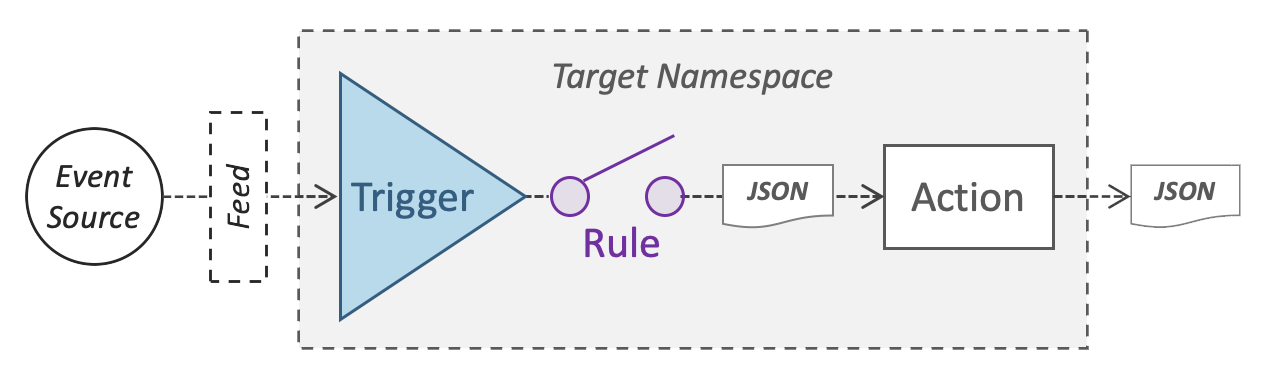 Target Namespace
Event
Source
Feed
Trigger
Rule
JSON
Action
JSON